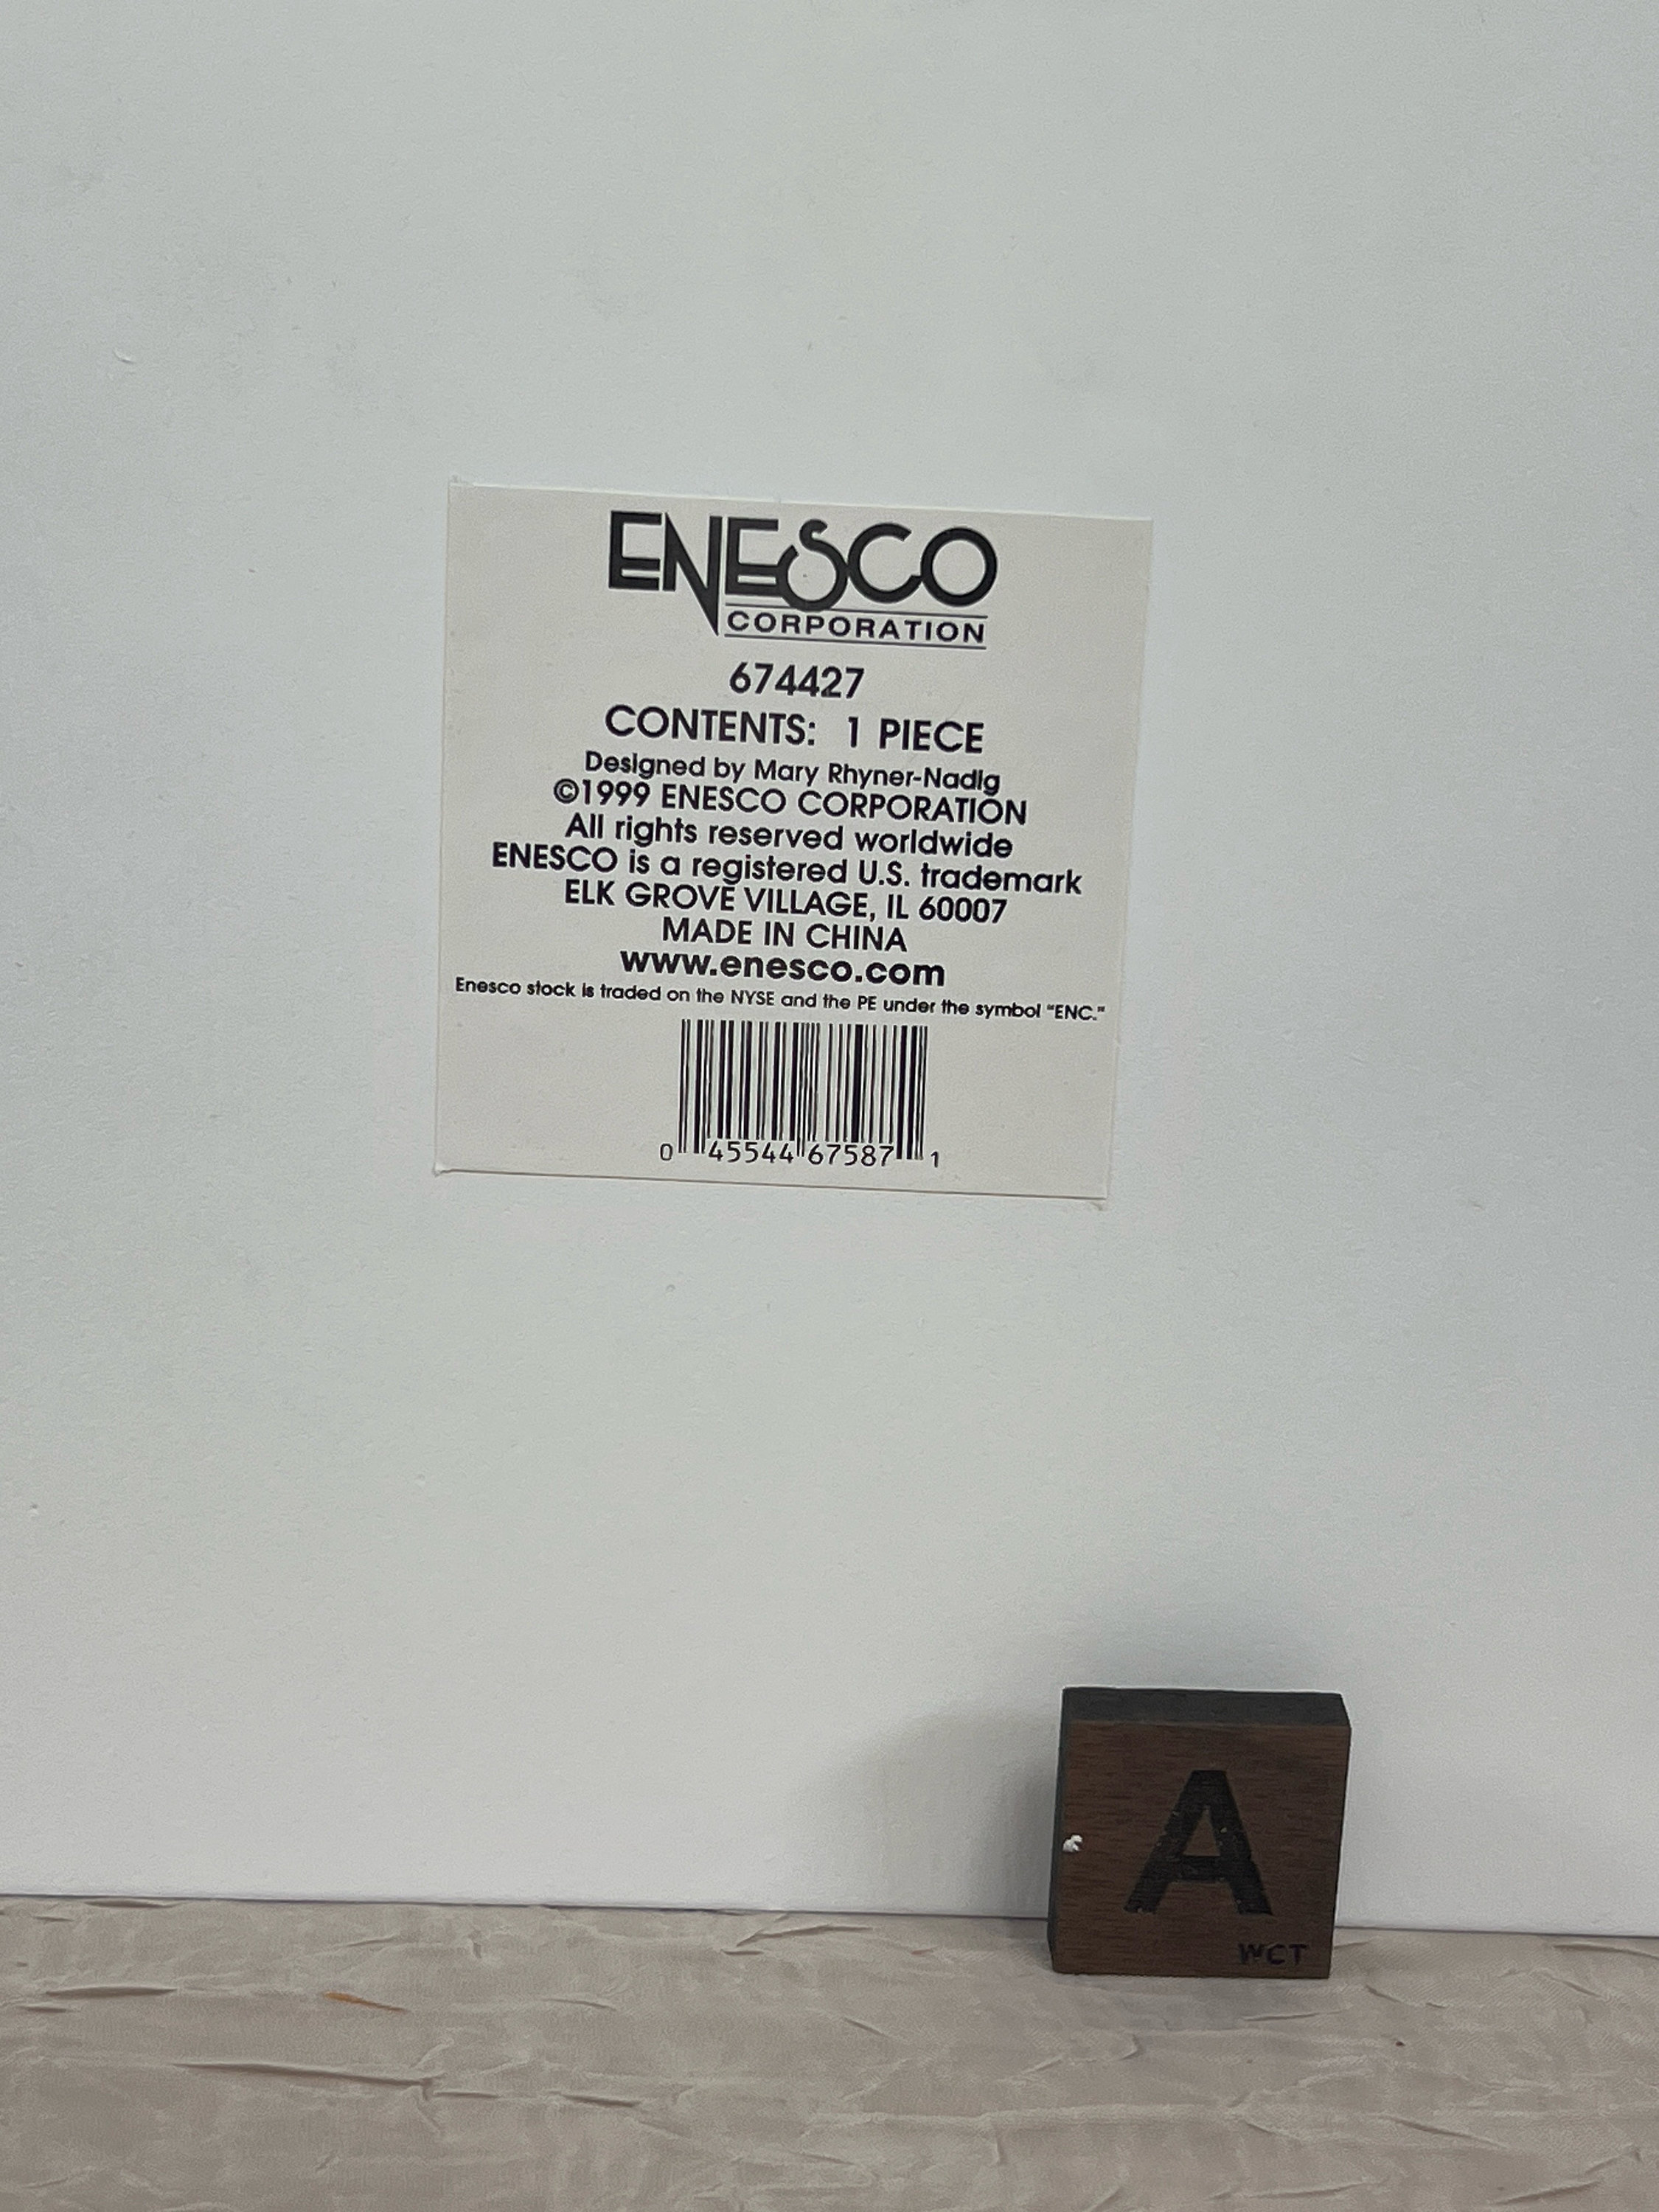 ENESCO
CORPORATION
674427
CONTENTS: 1 PIECE
Designed by Mary Rhyner-Nadig
©1999 ENESCO CORPORATION
All rights reserved worldwide
ENESCO is a registered U.S. trademark
ELK GROVE VILLAGE, IL 60007
MADE IN CHINA
www.enesco.com
Enesco stock is traded on the NYSE and the PE under the symbol "ENC."
0 45544 67587 1
A
WCT